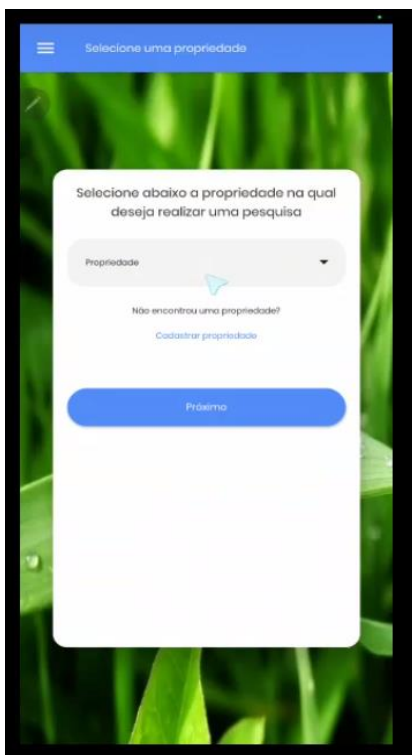 Selecione uma propriedade
Selecione abaixo a propriedade na qual
deseja realizar uma pesquisa
Propriedade
Não encontrou uma propriedade?
Cadastrar propriedade
Próximo